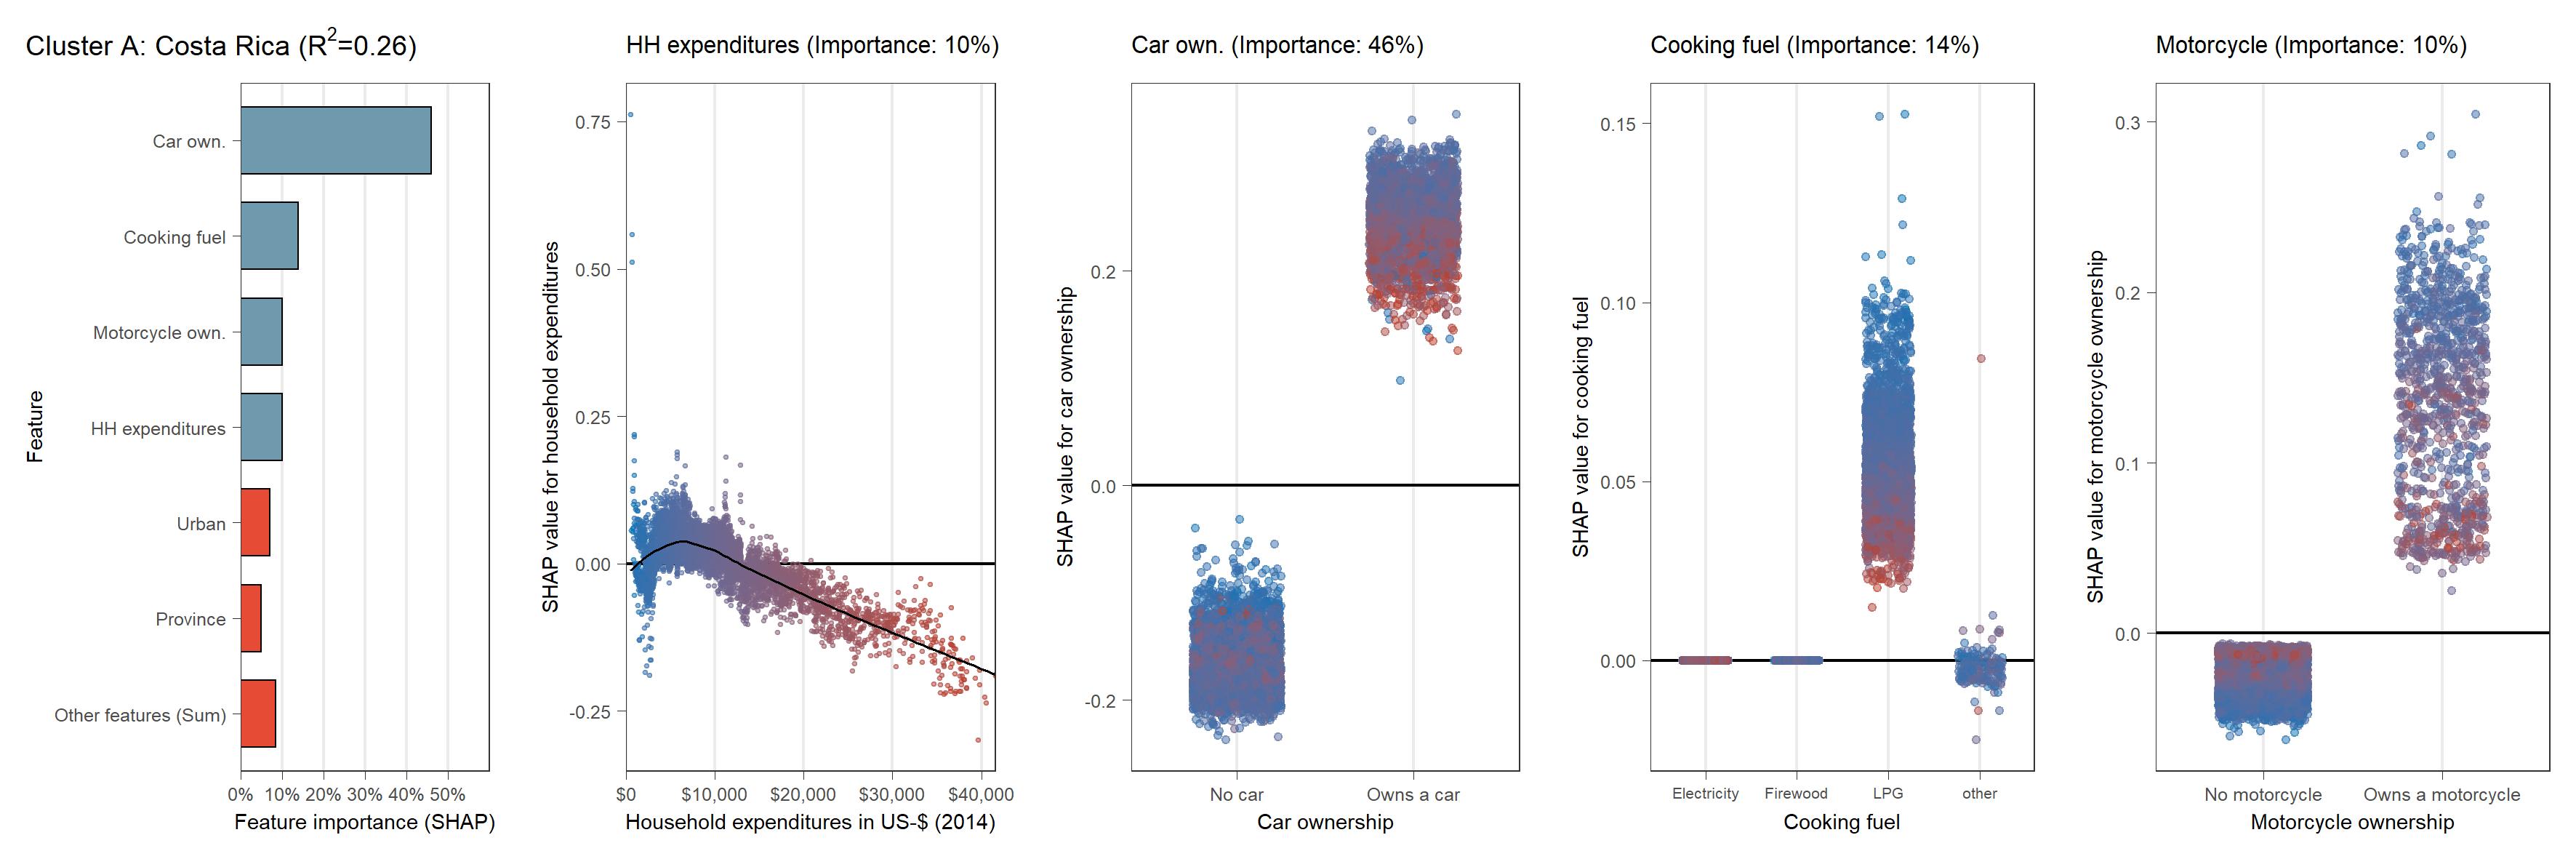 Cluster A: Costa Rica (R²=0.26)
Feature
Car own.
Cooking fuel
Motorcycle own.
HH expenditures
Urban
Province
Other features (Sum)
0% 10% 20% 30% 40% 50%
Feature importance (SHAP)
HH expenditures (Importance: 10%)
SHAP value for household expenditures
0.75
0.50
0.25
0.00
-0.25
$0 $10,000 $20,000 $30,000 $40,000
Household expenditures in US-$ (2014)
Car own. (Importance: 46%)
SHAP value for car ownership
0.2
0.0
-0.2
No car Owns a car
Car ownership
Cooking fuel (Importance: 14%)
SHAP value for cooking fuel
0.15
0.10
0.05
0.00
Electricity Firewood LPG other
Cooking fuel
Motorcycle (Importance: 10%)
SHAP value for motorcycle ownership
0.3
0.2
0.1
0.0
No motorcycle Owns a motorcycle
Motorcycle ownership